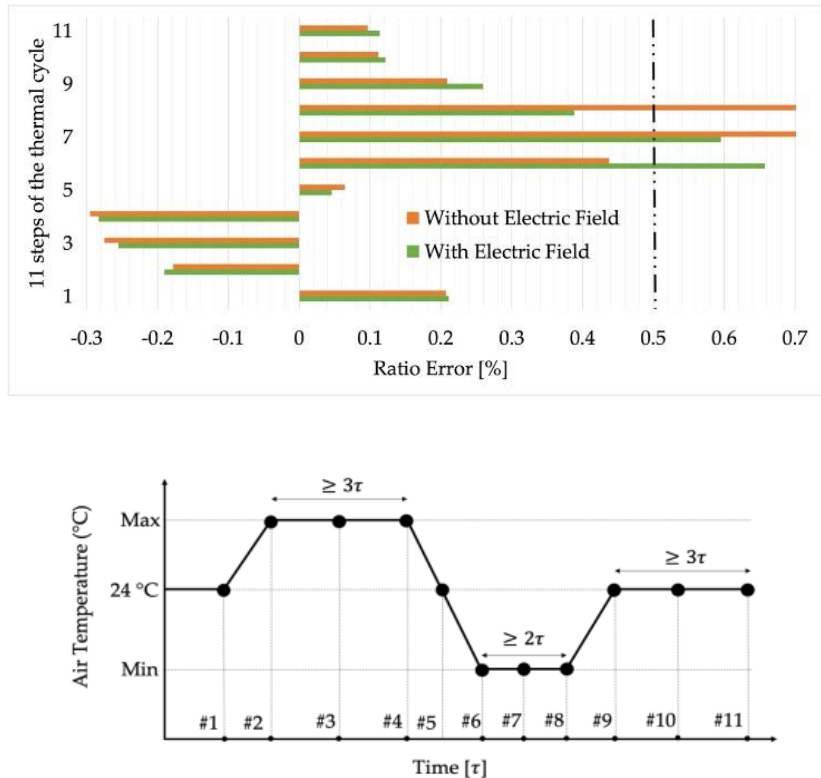 11 steps of the thermal cycle
11
9
7
5
3
1
Without Electric Field
With Electric Field
-0.3 -0.2 -0.1 0 0.1 0.2 0.3 0.4 0.5 0.6 0.7
Ratio Error [%]
Air Temperature (°C)
≥ 3τ
Max
≥ 3τ
24 °C
≥ 2τ
Min
#1 #2 #3 #4 #5 #6 #7 #8 #9 #10 #11
Time [τ]